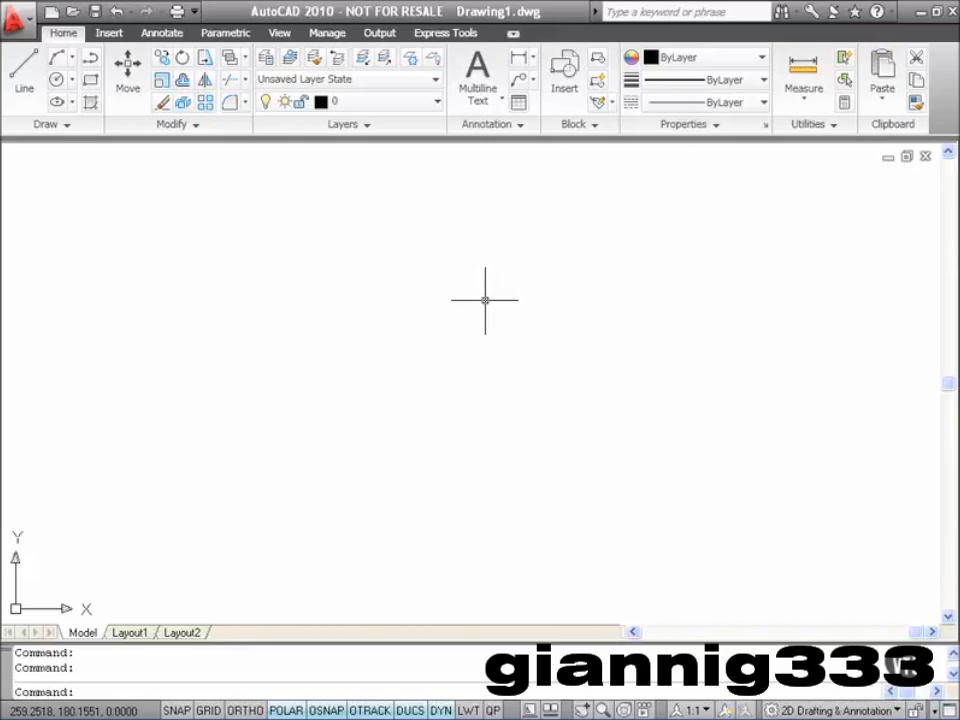 AutoCAD 2010 - NOT FOR RESALE Drawing1.dwg
Type a keyword or phrase
Home Insert Annotate Parametric View Manage Output Express Tools
Line
Move
Unsaved Layer State
0
Multiline
Text
Insert
ByLayer
ByLayer
ByLayer
Measure
Paste
Draw
Modify
Layers
Annotation
Block
Properties
Utilities
Clipboard
Y
X
Model Layout1 Layout2
Command:
Command:
Command:
giannig333
259.2518, 180.1551, 0.0000
SNAP GRID ORTHO POLAR OSNAP OTRACK DUCS DYN LWT QP
1:1
2D Drafting & Annotation